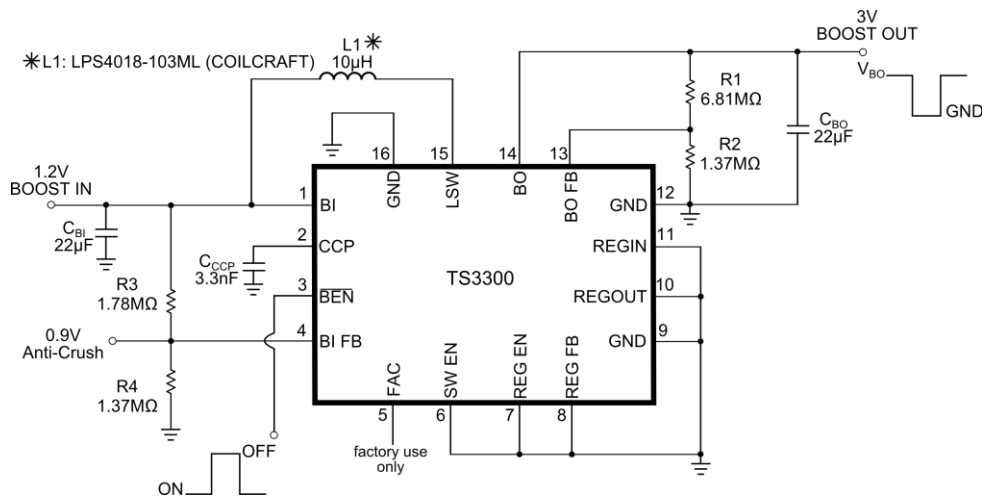 3V
BOOST OUT
L1✳
✳L1: LPS4018-103ML (COILCRAFT)
10µH
V_BO
GND
R1
6.81MΩ
C_BO
22µF
R2
1.37MΩ
16
15
14
13
GND
LSW
BO
BO FB
1.2V
BOOST IN
1
BI
12
GND
C_BI
22µF
2
CCP
11
REGIN
C_CCP
3.3nF
TS3300
R3
1.78MΩ
3
BEN
10
REGOUT
0.9V
Anti-Crush
4
BI FB
9
GND
R4
1.37MΩ
FAC
SW EN
REG EN
REG FB
5
6
7
8
factory use
only
OFF
ON